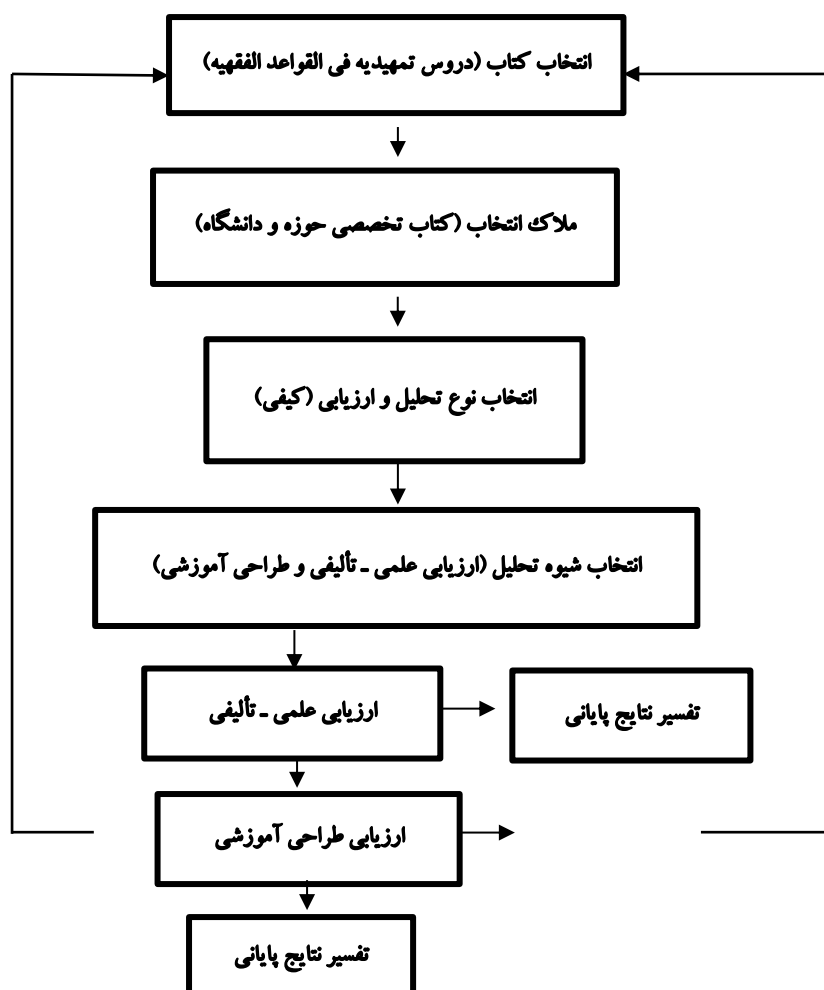 انتخاب کتاب (دروس تمهیدیه فی القواعد الفقهیه)
ملاک انتخاب (کتاب تخصصی حوزه و دانشگاه)
انتخاب نوع تحلیل و ارزیابی (کیفی)
انتخاب شیوه تحلیل (ارزیابی علمی ـ تألیفی و طراحی آموزشی)
ارزیابی علمی ـ تألیفی
تفسیر نتایج پایانی
ارزیابی طراحی آموزشی
تفسیر نتایج پایانی